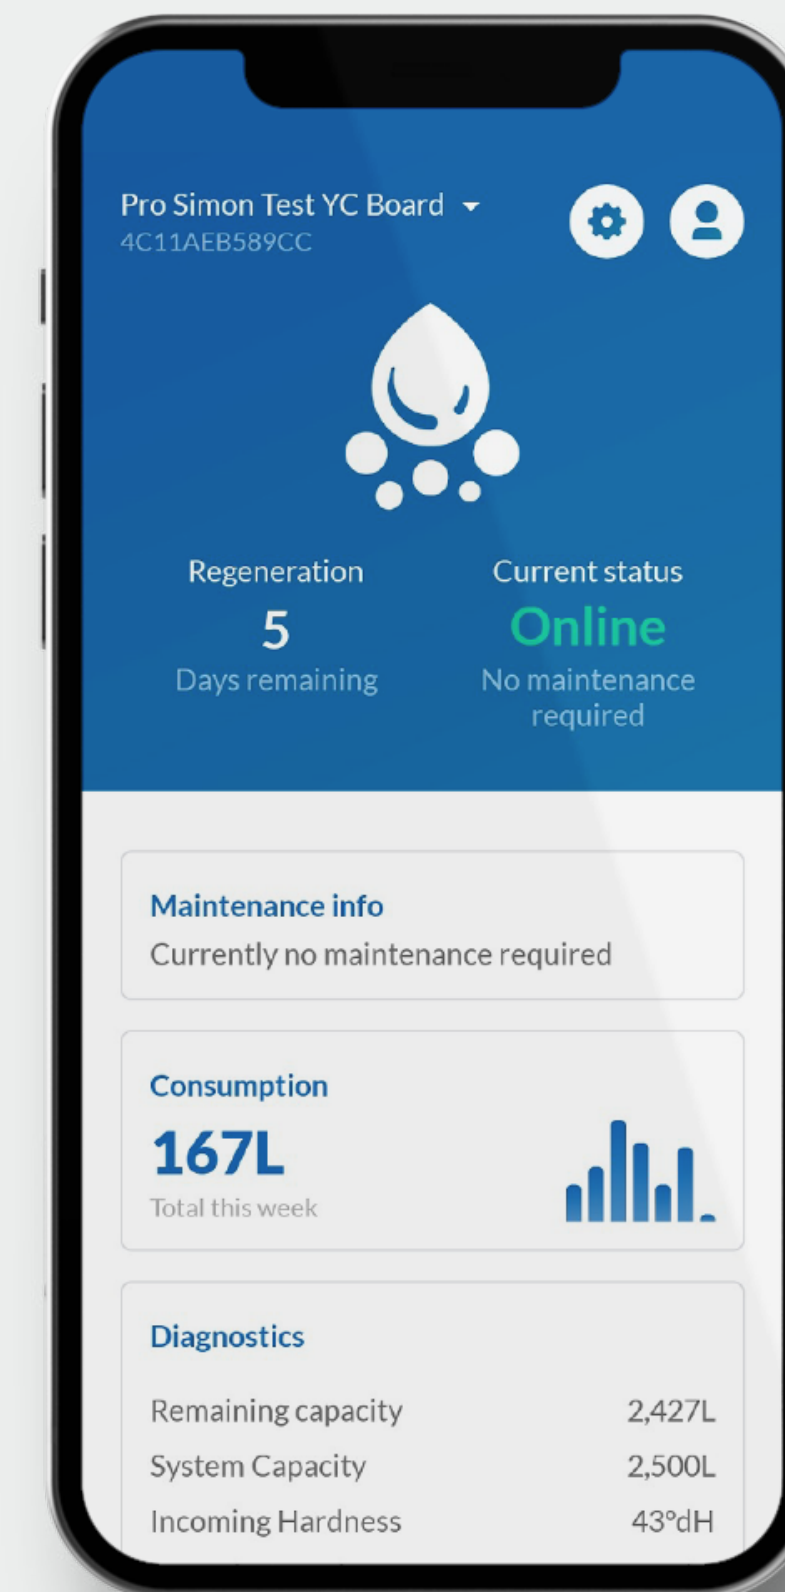 Pro Simon Test YC Board
4C11AEB589CC
Regeneration
5
Days remaining
Current status
Online
No maintenance
required
Maintenance info
Currently no maintenance required
Consumption
167L
Total this week
Diagnostics
Remaining capacity 2,427L
System Capacity 2,500L
Incoming Hardness 43°dH